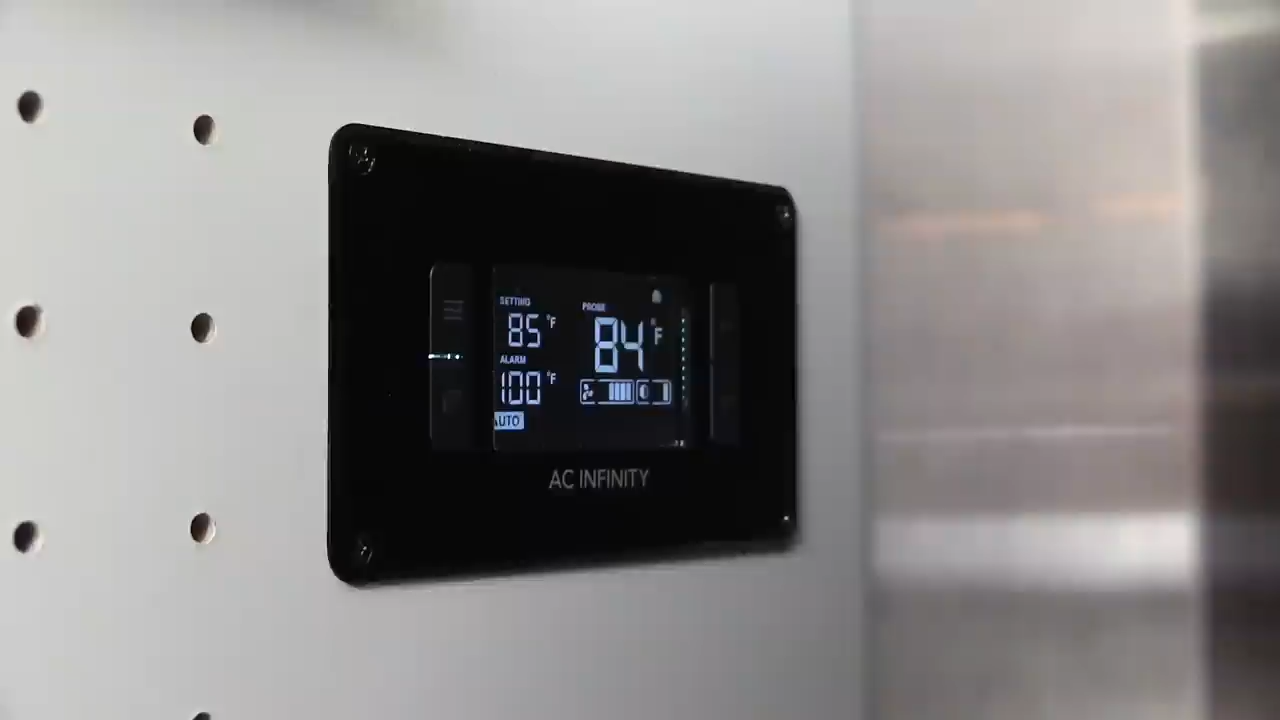 SETTING
85 °F
PROBE
84 °F
ALARM
100 °F
AUTO
AC INFINITY